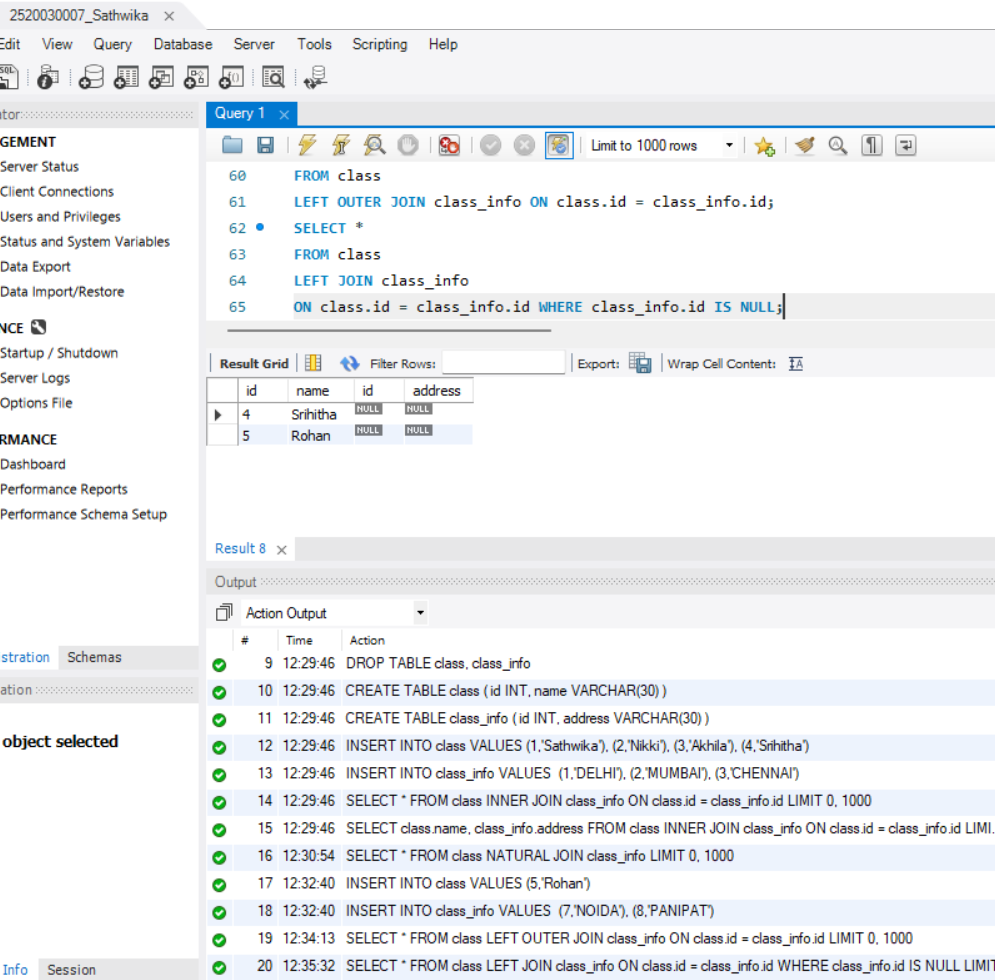 2520030007_Sathwika ×
Edit View Query Database Server Tools Scripting Help
SQL
ator
GEMENT
Server Status
Client Connections
Users and Privileges
Status and System Variables
Data Export
Data Import/Restore
NCE
Startup / Shutdown
Server Logs
Options File
RMANCE
Dashboard
Performance Reports
Performance Schema Setup
stration Schemas
ation
object selected
Info Session
Query 1 ×
Limit to 1000 rows
60 FROM class
61 LEFT OUTER JOIN class_info ON class.id = class_info.id;
62 SELECT *
63 FROM class
64 LEFT JOIN class_info
65 ON class.id = class_info.id WHERE class_info.id IS NULL;
Result Grid Filter Rows: Export: Wrap Cell Content:
id name id address
4 Srihitha NULL NULL
5 Rohan NULL NULL
Result 8 ×
Output
Action Output
# Time Action
9 12:29:46 DROP TABLE class, class_info
10 12:29:46 CREATE TABLE class ( id INT, name VARCHAR(30) )
11 12:29:46 CREATE TABLE class_info ( id INT, address VARCHAR(30) )
12 12:29:46 INSERT INTO class VALUES (1,'Sathwika'), (2,'Nikki'), (3,'Akhila'), (4,'Srihitha')
13 12:29:46 INSERT INTO class_info VALUES (1,'DELHI'), (2,'MUMBAI'), (3,'CHENNAI')
14 12:29:46 SELECT * FROM class INNER JOIN class_info ON class.id = class_info.id LIMIT 0, 1000
15 12:29:46 SELECT class.name, class_info.address FROM class INNER JOIN class_info ON class.id = class_info.id LIMI.
16 12:30:54 SELECT * FROM class NATURAL JOIN class_info LIMIT 0, 1000
17 12:32:40 INSERT INTO class VALUES (5,'Rohan')
18 12:32:40 INSERT INTO class_info VALUES (7,'NOIDA'), (8,'PANIPAT')
19 12:34:13 SELECT * FROM class LEFT OUTER JOIN class_info ON class.id = class_info.id LIMIT 0, 1000
20 12:35:32 SELECT * FROM class LEFT JOIN class_info ON class.id = class_info.id WHERE class_info.id IS NULL LIMIT